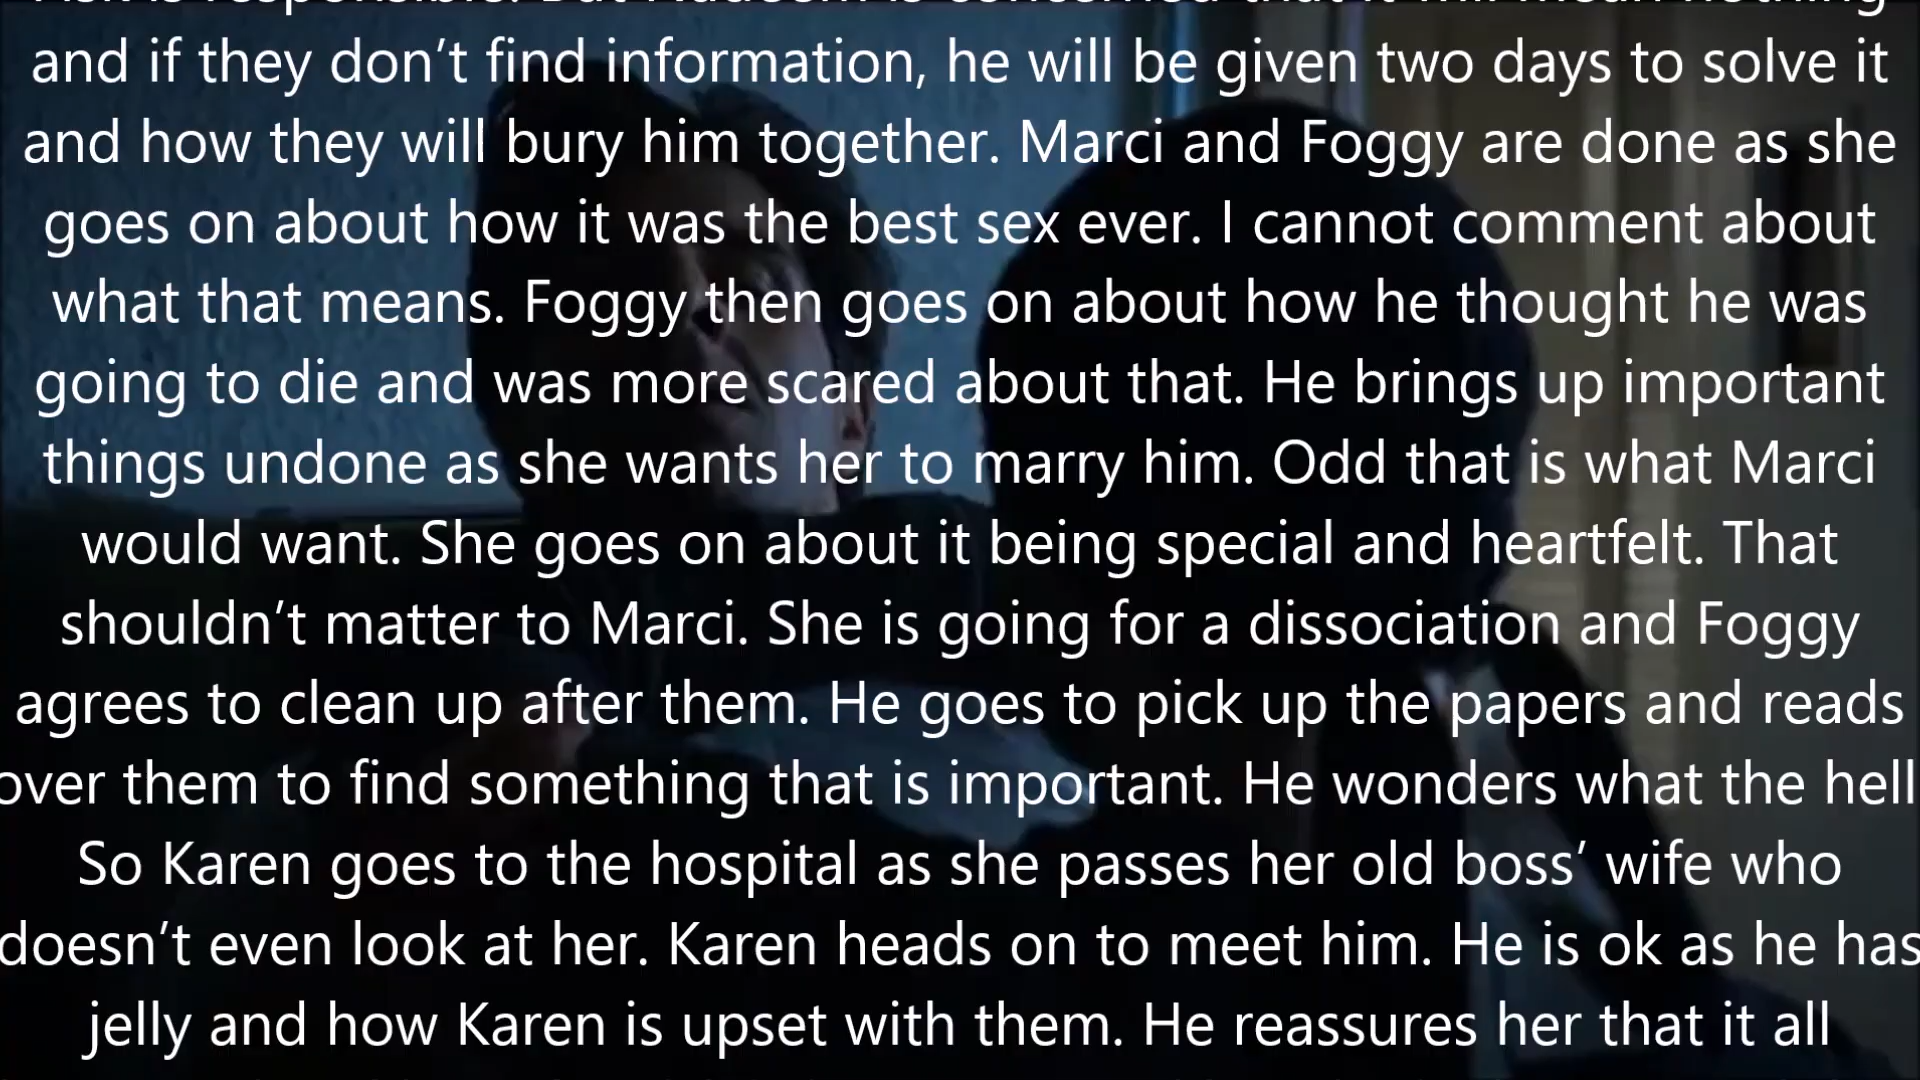 and if they don’t find information, he will be given two days to solve it
and how they will bury him together. Marci and Foggy are done as she
goes on about how it was the best sex ever. I cannot comment about
what that means. Foggy then goes on about how he thought he was
going to die and was more scared about that. He brings up important
things undone as she wants her to marry him. Odd that is what Marci
would want. She goes on about it being special and heartfelt. That
shouldn’t matter to Marci. She is going for a dissociation and Foggy
agrees to clean up after them. He goes to pick up the papers and reads
over them to find something that is important. He wonders what the hell
So Karen goes to the hospital as she passes her old boss’ wife who
doesn’t even look at her. Karen heads on to meet him. He is ok as he has
jelly and how Karen is upset with them. He reassures her that it all